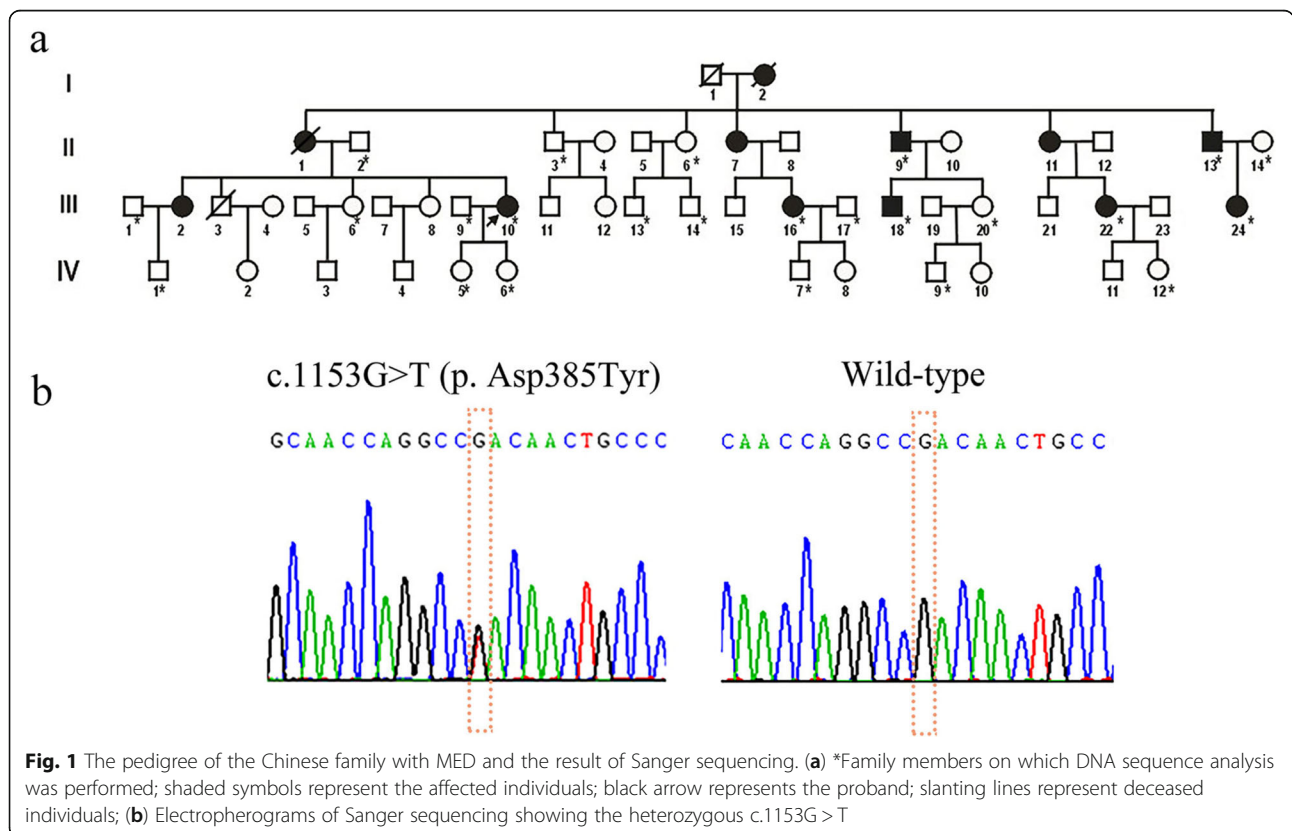 a
I
1 2
II
1 2* 3* 4 5 6* 7 8 9* 10 11 12 13* 14*
III
1* 2 3 4 5 6* 7 8 9* 10* 11 12 13* 14* 15 16* 17* 18* 19 20* 21 22* 23 24*
IV
1* 2 3 4 5* 6* 7* 8 9* 10 11 12*
b
c.1153G>T (p. Asp385Tyr) Wild-type
GCAACCAGGCCGACAACTGCCC CAACCAGGCCGACAACTGCC
Fig. 1 The pedigree of the Chinese family with MED and the result of Sanger sequencing. (a) *Family members on which DNA sequence analysis
was performed; shaded symbols represent the affected individuals; black arrow represents the proband; slanting lines represent deceased
individuals; (b) Electropherograms of Sanger sequencing showing the heterozygous c.1153G > T